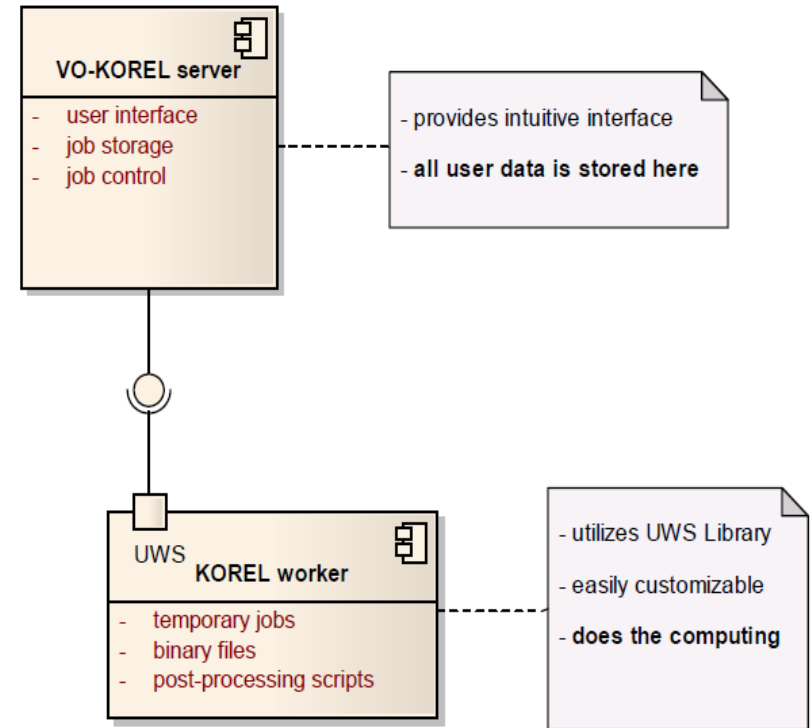 VO-KOREL server
- user interface
- job storage
- job control
- provides intuitive interface
- all user data is stored here
UWS
KOREL worker
- temporary jobs
- binary files
- post-processing scripts
- utilizes UWS Library
- easily customizable
- does the computing